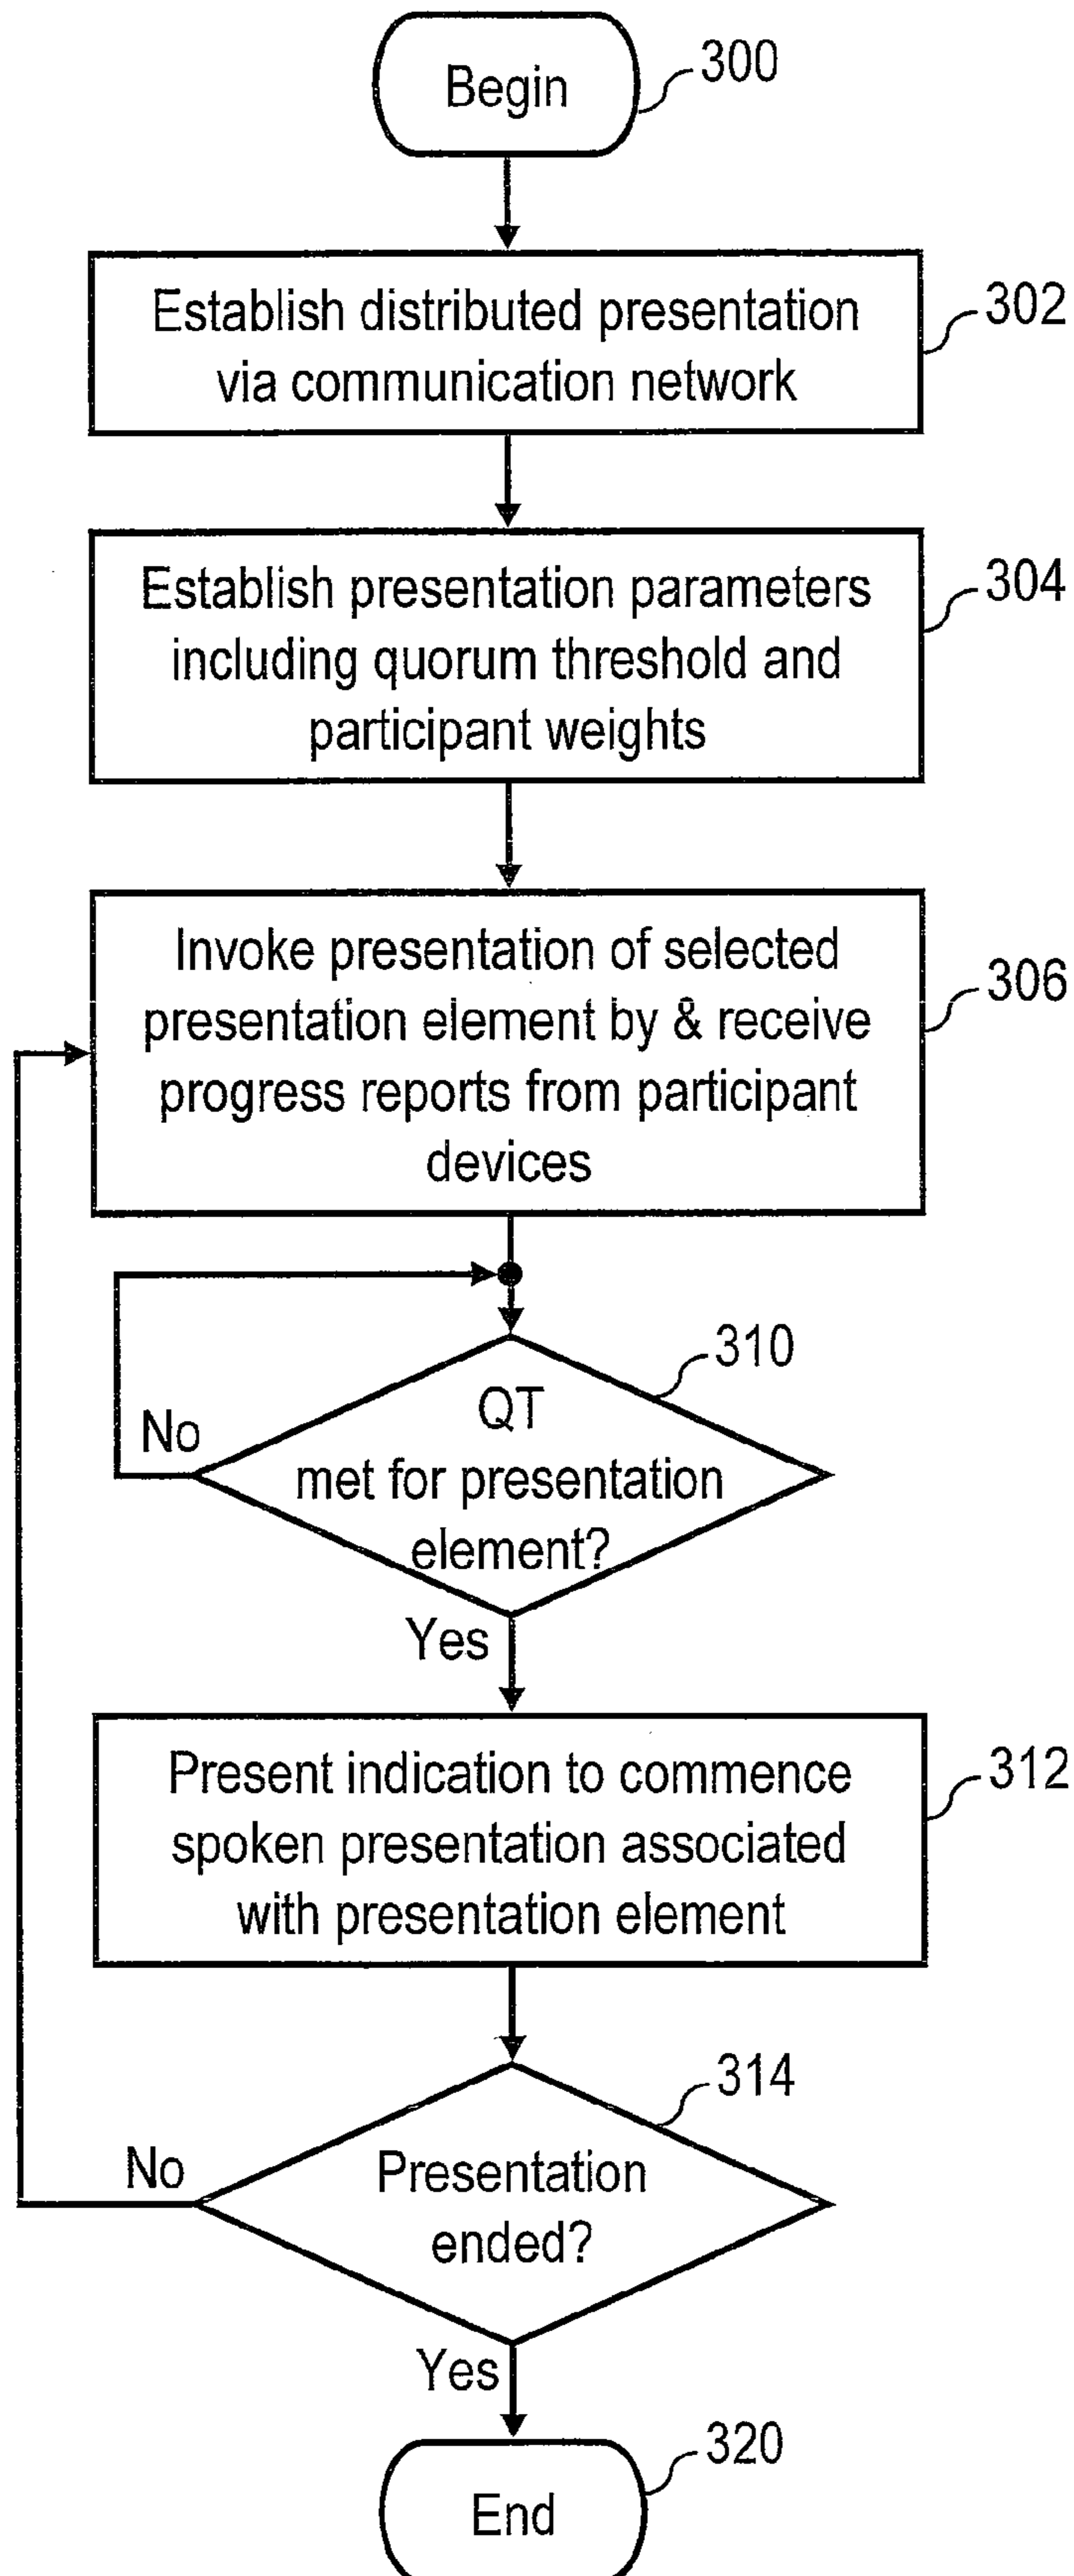 Begin
300
Establish distributed presentation
via communication network
302
Establish presentation parameters
including quorum threshold and
participant weights
304
Invoke presentation of selected
presentation element by & receive
progress reports from participant
devices
306
310
QT
met for presentation
element?
No
Yes
Present indication to commence
spoken presentation associated
with presentation element
312
314
Presentation
ended?
No
Yes
320
End